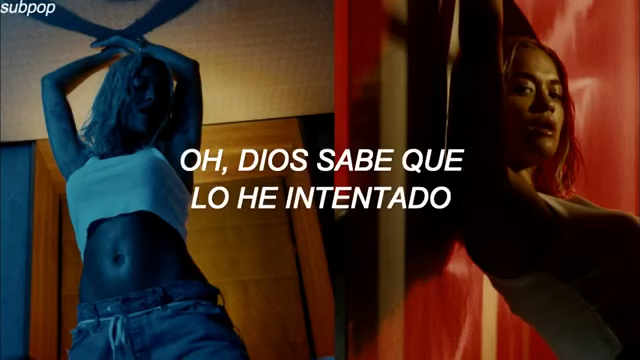 subpop
OH, DIOS SABE QUE
LO HE INTENTADO